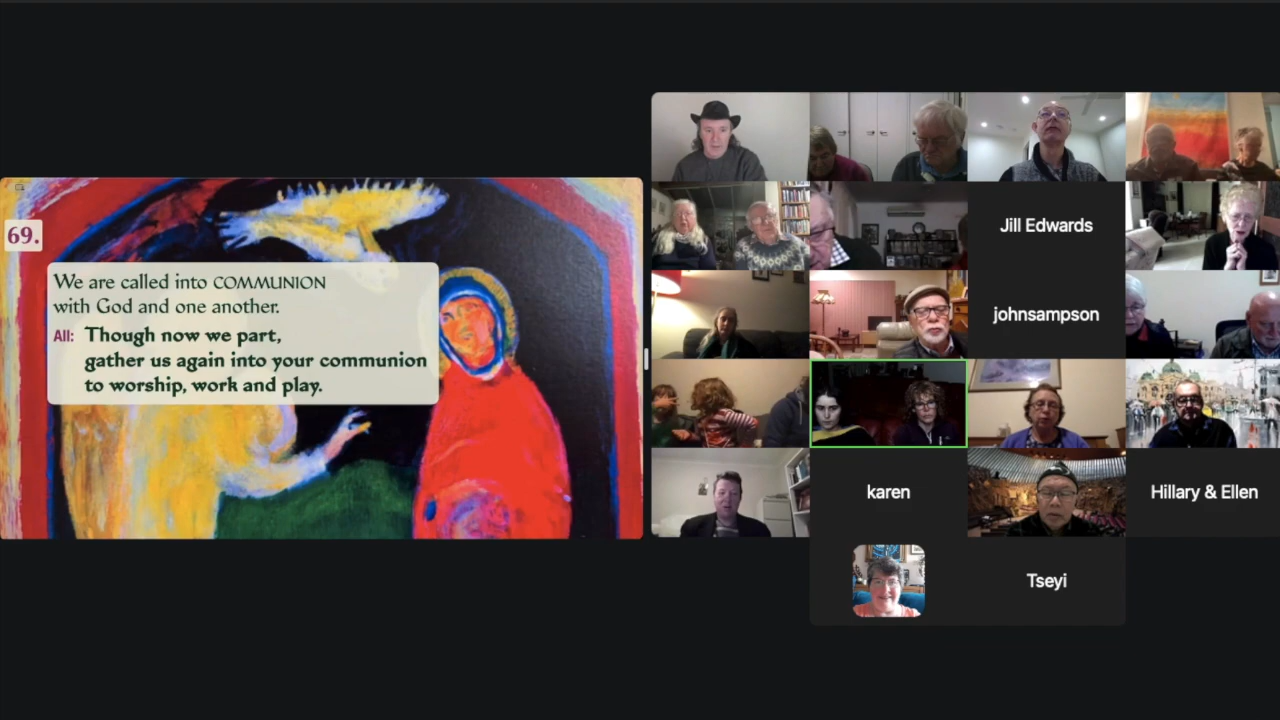 69.
We are called into COMMUNION
with God and one another.
All: Though now we part,
gather us again into your communion
to worship, work and play.
Jill Edwards
johnsampson
karen
Hillary & Ellen
Tseyi